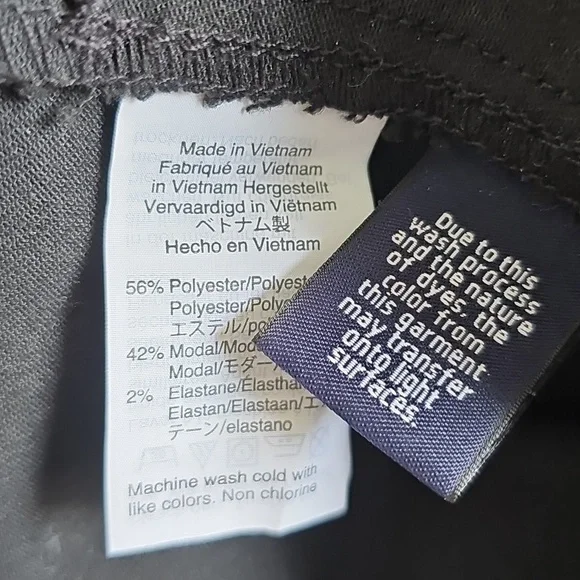 Made in Vietnam
Fabriqué au Vietnam
in Vietnam Hergestellt
Vervaardigd in Viëtnam
ベトナム製
Hecho en Vietnam
56% Polyester/Polyest
Polyester/Polyes
エステル/po
42% Modal/Mod
Modal/モダー
2% Elastane/Élastha
Elastan/Elastaan/エ
テーン/elastano
Machine wash cold with
like colors. Non chlorine
Due to this
wash process
and the nature
of dyes, the
color from
this garment
may transfer
onto light
surfaces.